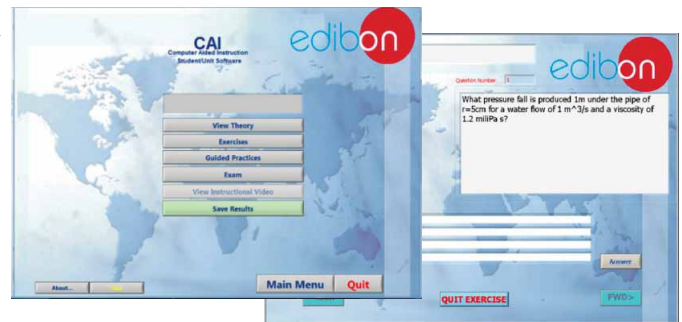 CAI
Computer Aided Instruction
Student/Unit Software
edibon
View Theory
Exercises
Guided Practices
Exam
View Instructional Video
Save Results
About...
Main Menu
Quit
edibon
Question Number 1
What pressure fall is produced 1m under the pipe of
r=5cm for a water flow of 1 m^3/s and a viscosity of
1.2 miliPa s?
Answer
QUIT EXERCISE
FWD>